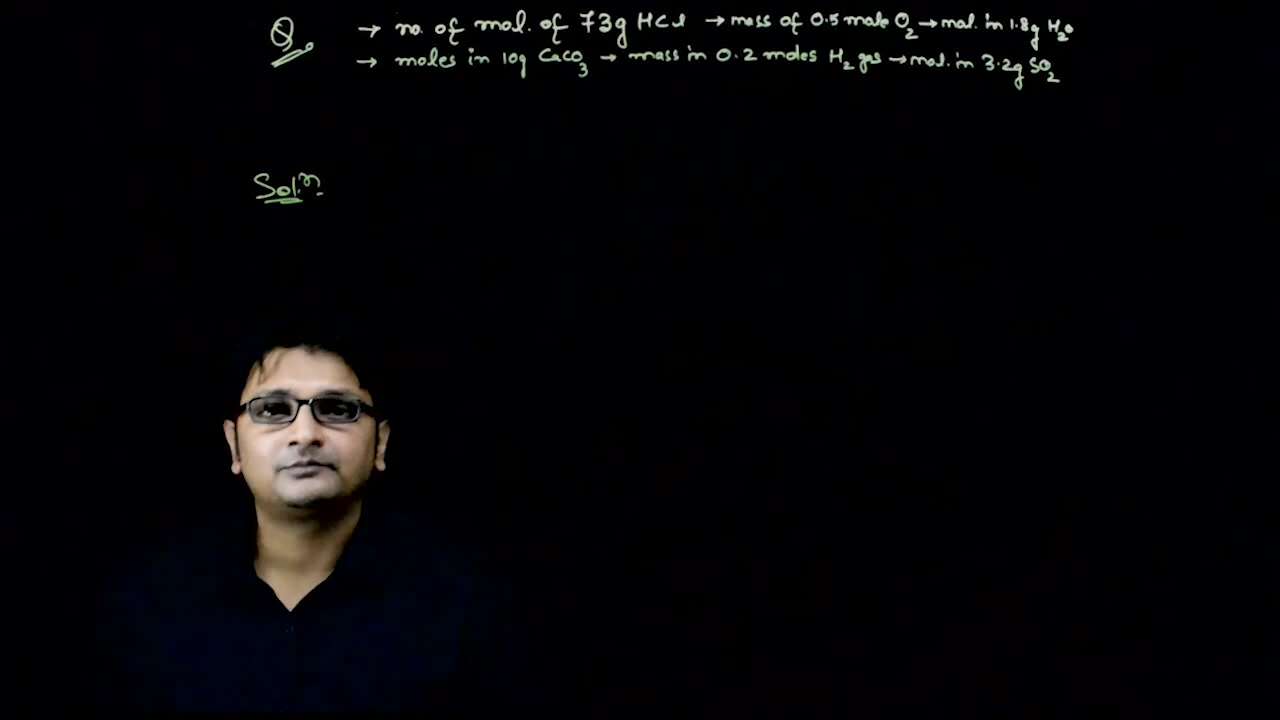 Q → no. of mol. of 73g HCl → mass of 0.5 mole O₂ → mol. in 1.8g H₂O
→ moles in 10g CaCO₃ → mass in 0.2 moles H₂ gas → mol. in 3.2g SO₂
Sol.ⁿ